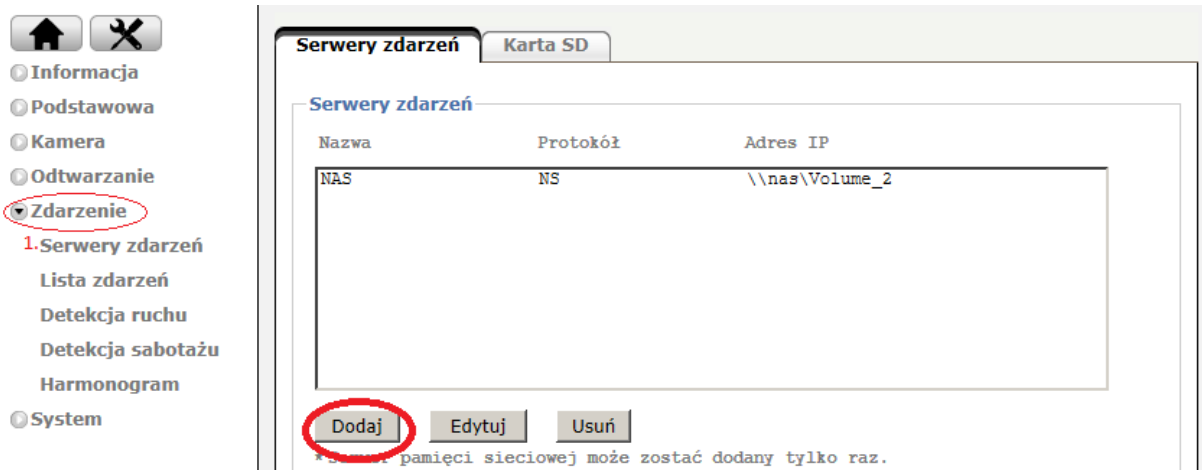 Informacja
Podstawowa
Kamera
Odtwarzanie
Zdarzenie
1.Serwery zdarzeń
Lista zdarzeń
Detekcja ruchu
Detekcja sabotażu
Harmonogram
System
Serwery zdarzeń Karta SD
Serwery zdarzeń
Nazwa Protokół Adres IP
NAS NS \\nas\Volume_2
Dodaj Edytuj Usuń
* pamięci sieciowej może zostać dodany tylko raz.